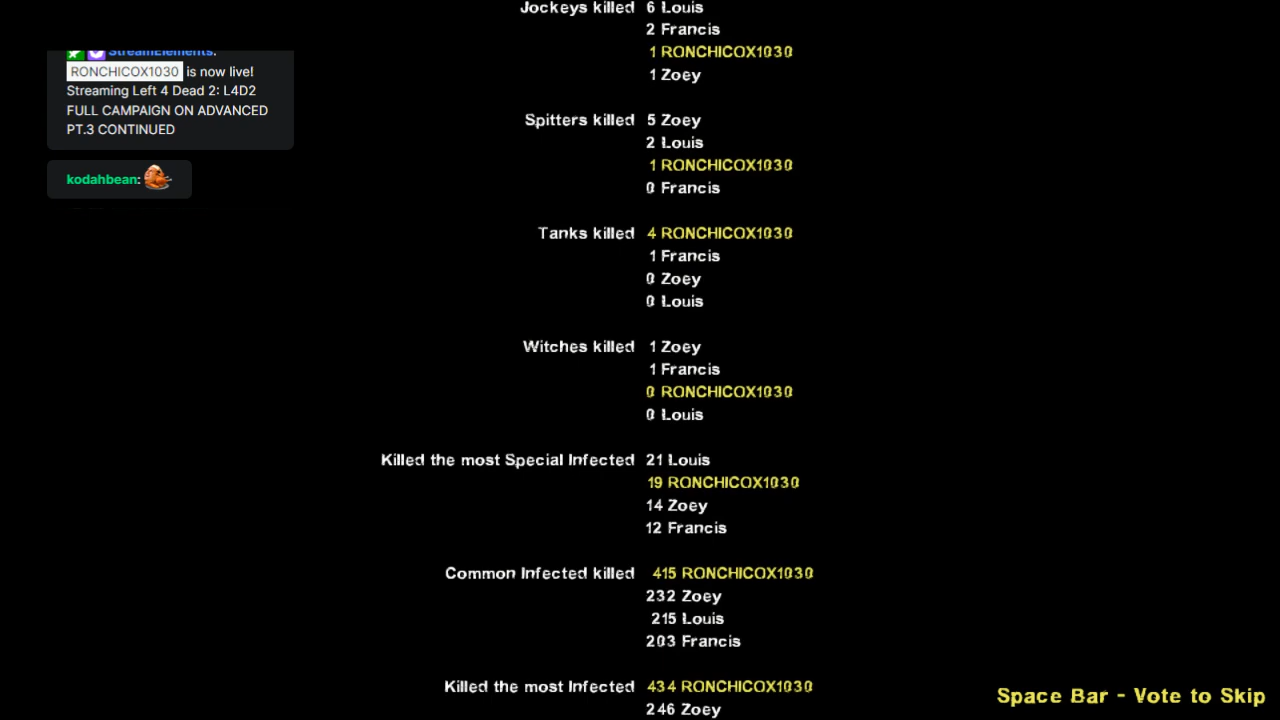 StreamElements:
RONCHICOX1030 is now live!
Streaming Left 4 Dead 2: L4D2
FULL CAMPAIGN ON ADVANCED
PT.3 CONTINUED
kodahbean:
Jockeys killed 6 Louis
2 Francis
1 RONCHICOX1030
1 Zoey
Spitters killed 5 Zoey
2 Louis
1 RONCHICOX1030
0 Francis
Tanks killed 4 RONCHICOX1030
1 Francis
0 Zoey
0 Louis
Witches killed 1 Zoey
1 Francis
0 RONCHICOX1030
0 Louis
Killed the most Special Infected 21 Louis
19 RONCHICOX1030
14 Zoey
12 Francis
Common Infected killed 415 RONCHICOX1030
232 Zoey
215 Louis
203 Francis
Killed the most Infected 434 RONCHICOX1030
246 Zoey
Space Bar - Vote to Skip